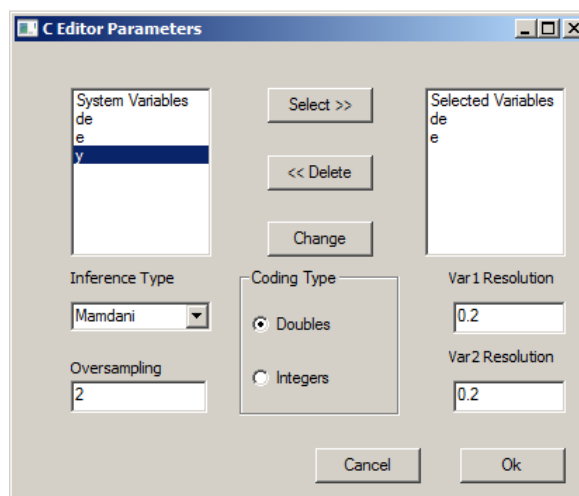 C Editor Parameters
System Variables
de
e
y
Select >>
<< Delete
Change
Selected Variables
de
e
Inference Type
Mamdani
Oversampling
2
Coding Type
Doubles
Integers
Var1 Resolution
0.2
Var2 Resolution
0.2
Cancel
Ok